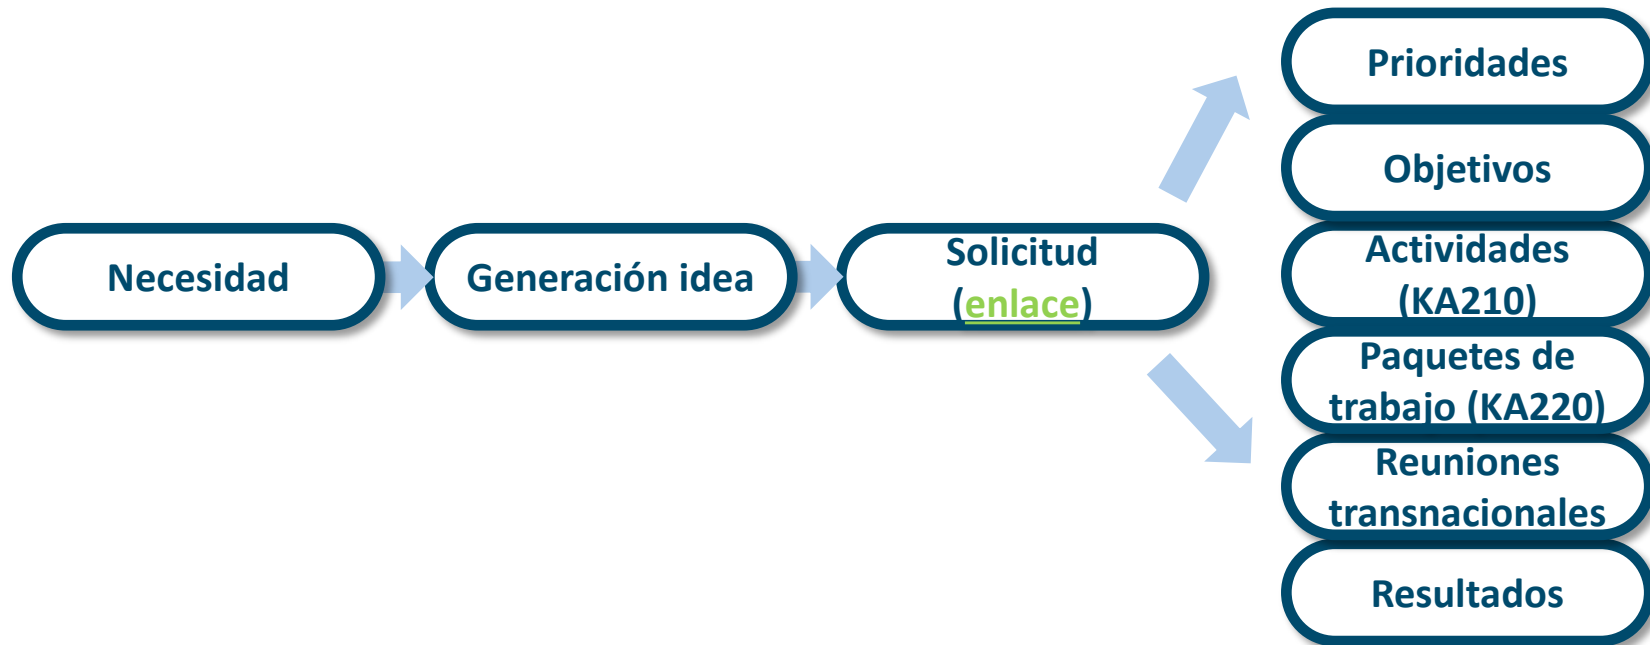 Necesidad
Generación idea
Solicitud
(enlace)
Prioridades
Objetivos
Actividades
(KA210)
Paquetes de
trabajo (KA220)
Reuniones
transnacionales
Resultados